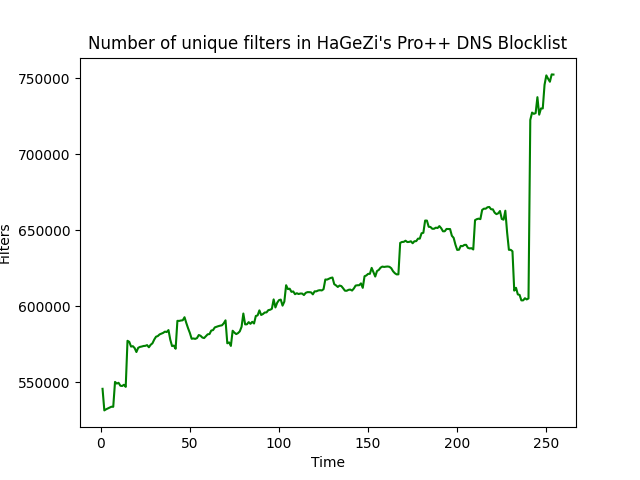 Number of unique filters in HaGeZi's Pro++ DNS Blocklist
750000
700000
650000
600000
550000
Filters
0 50 100 150 200 250
Time